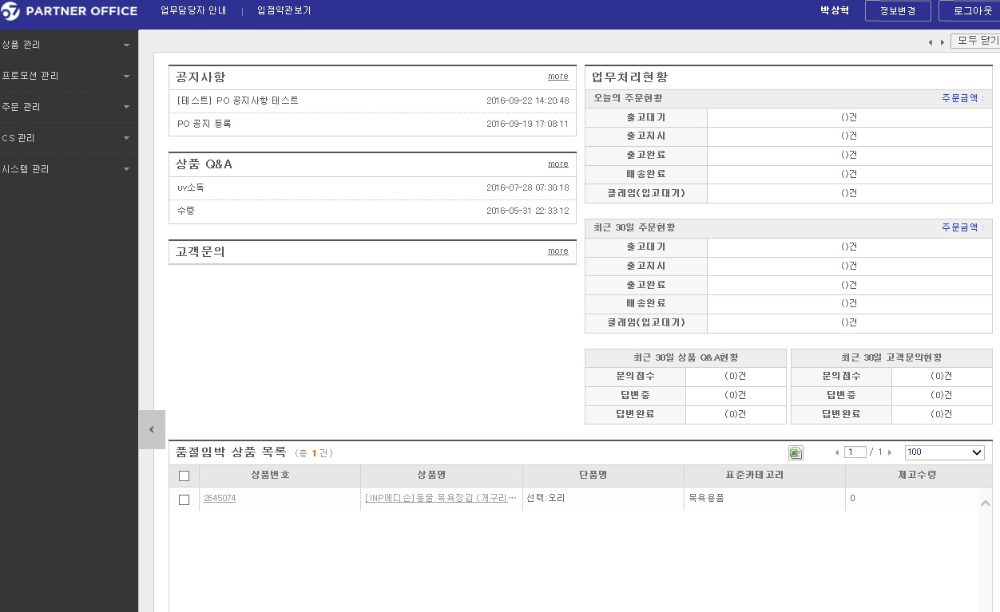 PARTNER OFFICE
업무담당자 안내 | 입점약관보기
박상혁 정보변경 로그아웃
모두 닫기
상품 관리
프로모션 관리
주문 관리
CS 관리
시스템 관리
공지사항 more
[테스트] PO 공지사항 테스트 2016-09-22 14:20:48
PO 공지 등록 2016-09-19 17:08:11
상품 Q&A more
uv소독 2016-07-28 07:30:18
수량 2016-05-31 22:33:12
고객문의 more
업무처리현황
오늘의 주문현황 주문금액 :
출고대기 ()건
출고지시 ()건
출고완료 ()건
배송완료 ()건
클레임(입고대기) ()건
최근 30일 주문현황 주문금액 :
출고대기 ()건
출고지시 ()건
출고완료 ()건
배송완료 ()건
클레임(입고대기) ()건
최근 30일 상품 Q&A현황
문의접수 (0)건
답변중 (0)건
답변완료 (0)건
최근 30일 고객문의현황
문의접수 (0)건
답변중 (0)건
답변완료 (0)건
품절임박 상품 목록 (총 1 건) 1 / 1 100
상품번호 상품명 단품명 표준카테고리 재고수량
2645074 [INP에디슨]동물 목욕장갑 (개구리… 선택:오리 목욕용품 0